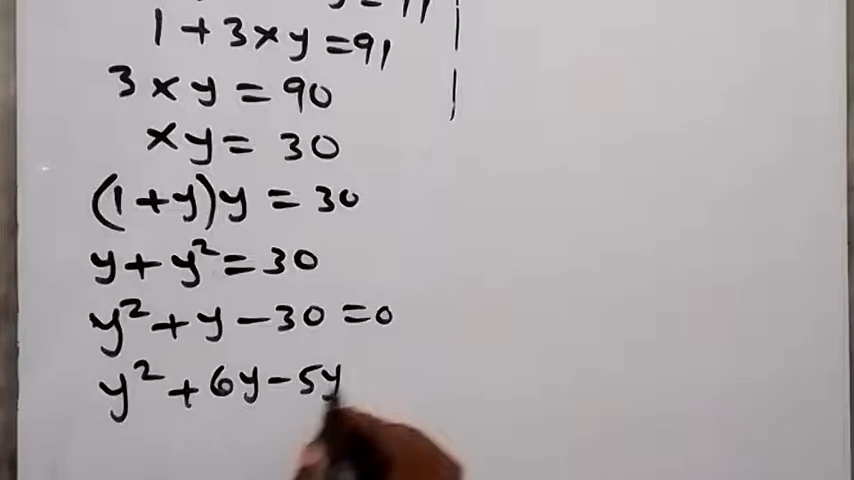 1 + 3xy = 91
3xy = 90
xy = 30
(1 + y)y = 30
y + y² = 30
y² + y - 30 = 0
y² + 6y - 5y